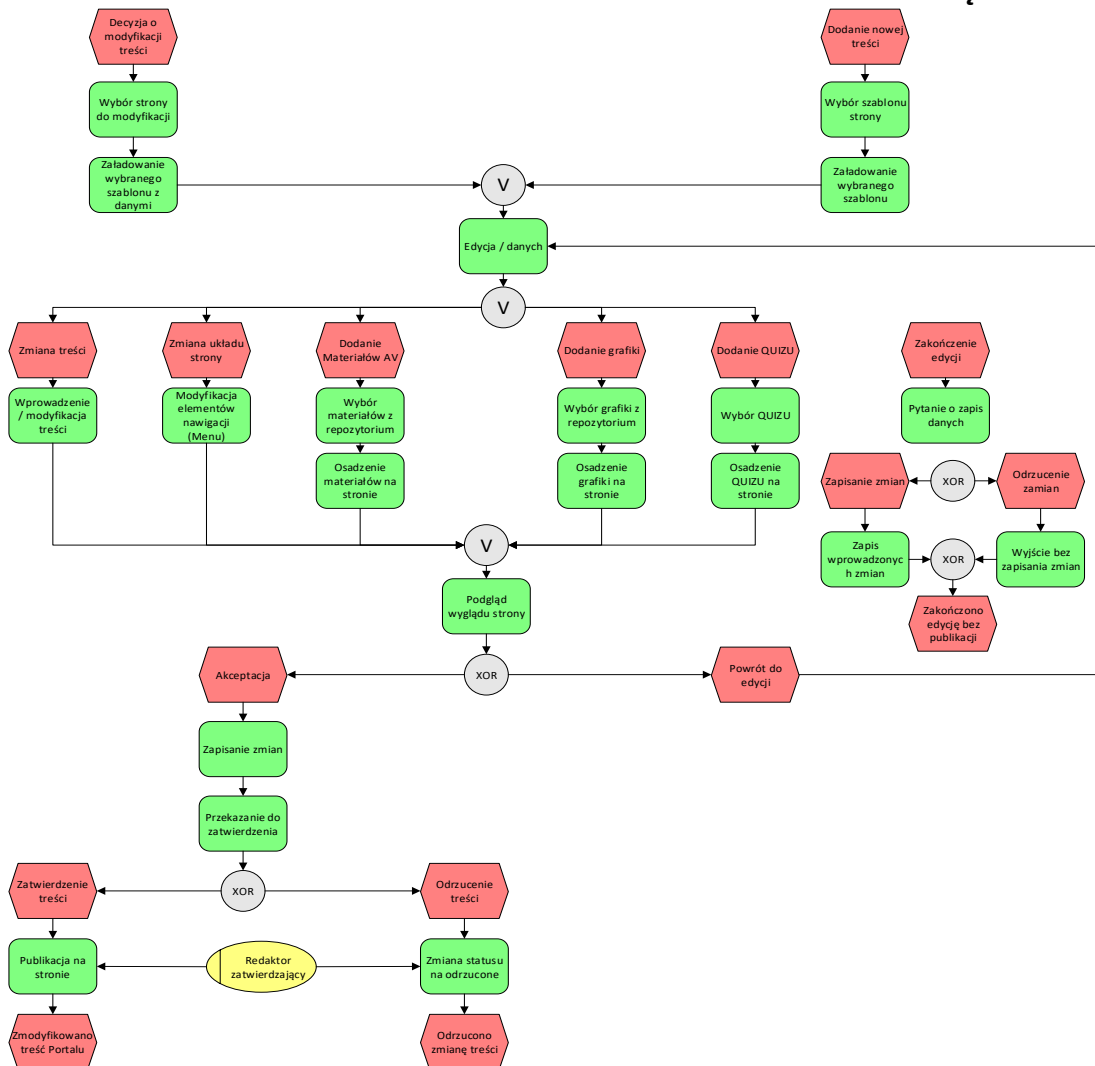 Decyzja o
modyfikacji
treści
Dodanie nowej
treści
Wybór strony
do modyfikacji
Wybór szablonu
strony
Załadowanie
wybranego
szablonu z
danymi
V
Załadowanie
wybranego
szablonu
Edycja / danych
V
Zmiana treści
Zmiana układu
strony
Dodanie
Materiałów AV
Dodanie grafiki
Dodanie QUIZU
Zakończenie
edycji
Wprowadzenie
/ modyfikacja
treści
Modyfikacja
elementów
nawigacji
(Menu)
Wybór
materiałów z
repozytorium
Wybór grafiki z
repozytorium
Wybór QUIZU
Pytanie o zapis
danych
Osadzenie
materiałów na
stronie
Osadzenie
grafiki na
stronie
Osadzenie
QUIZU na
stronie
Zapisanie zmian
XOR
Odrzucenie
zamian
V
Zapis
wprowadzonyc
h zmian
XOR
Wyjście bez
zapisania zmian
Podgląd
wyglądu strony
Zakończono
edycję bez
publikacji
Akceptacja
XOR
Powrót do
edycji
Zapisanie zmian
Przekazanie do
zatwierdzenia
Zatwierdzenie
treści
XOR
Odrzucenie
treści
Publikacja na
stronie
Redaktor
zatwierdzający
Zmiana statusu
na odrzucone
Zmodyfikowano
treść Portalu
Odrzucono
zmianę treści